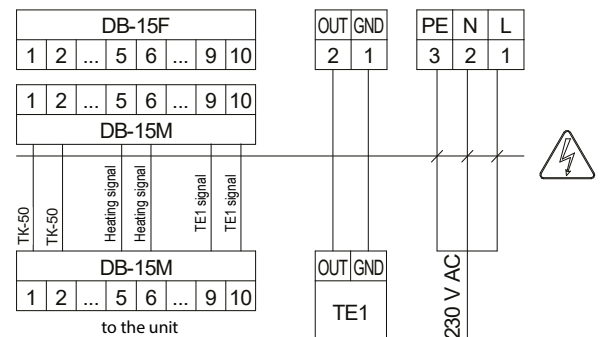 DB-15F
1 2 ... 5 6 ... 9 10
1 2 ... 5 6 ... 9 10
DB-15M
TK-50
TK-50
Heating signal
Heating signal
TE1 signal
TE1 signal
DB-15M
1 2 ... 5 6 ... 9 10
to the unit
OUT GND
2 1
OUT GND
TE1
PE N L
3 2 1
230 V AC